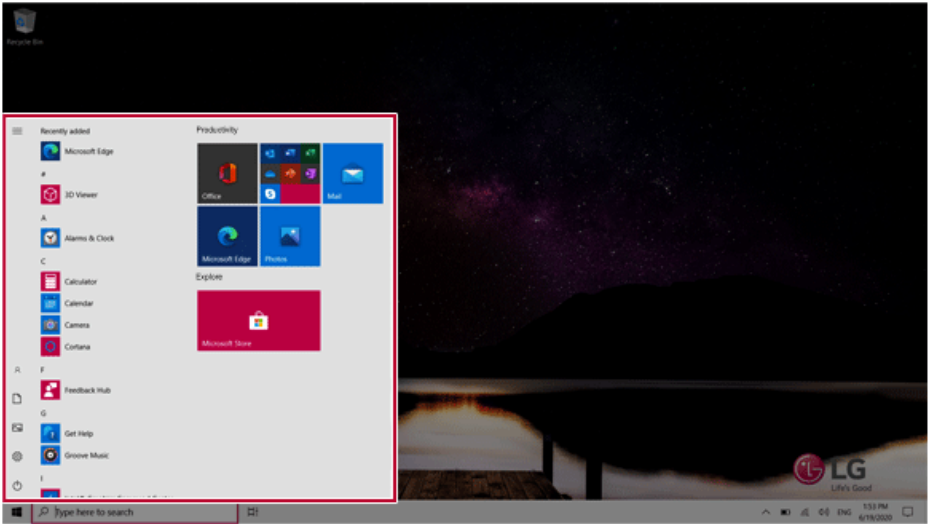 Recycle Bin
Recently added
Microsoft Edge
#
3D Viewer
A
Alarms & Clock
C
Calculator
Calendar
Camera
Cortana
F
Feedback Hub
G
Get Help
Groove Music
I
Productivity
Office
Mail
Microsoft Edge
Photos
Explore
Microsoft Store
LG
Life's Good
Type here to search
ENG
1:53 PM
6/19/2020